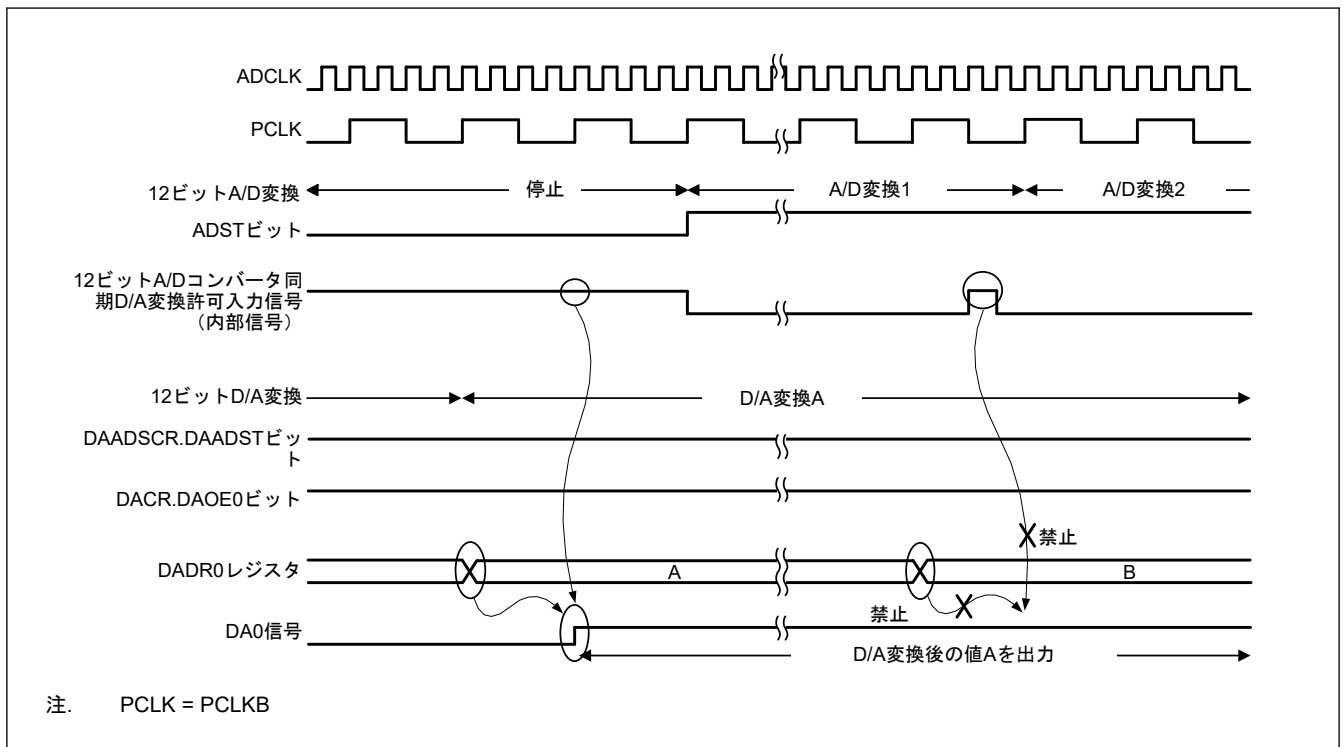 ADCLK
PCLK
12ビットA/D変換
停止
A/D変換1
A/D変換2
ADSTビット
12ビットA/Dコンバータ同
期D/A変換許可入力信号
（内部信号）
12ビットD/A変換
D/A変換A
DAADSCR.DAADSTビッ
ト
DACR.DAOE0ビット
禁止
DADR0レジスタ
A
B
禁止
DA0信号
D/A変換後の値Aを出力
注. PCLK = PCLKB